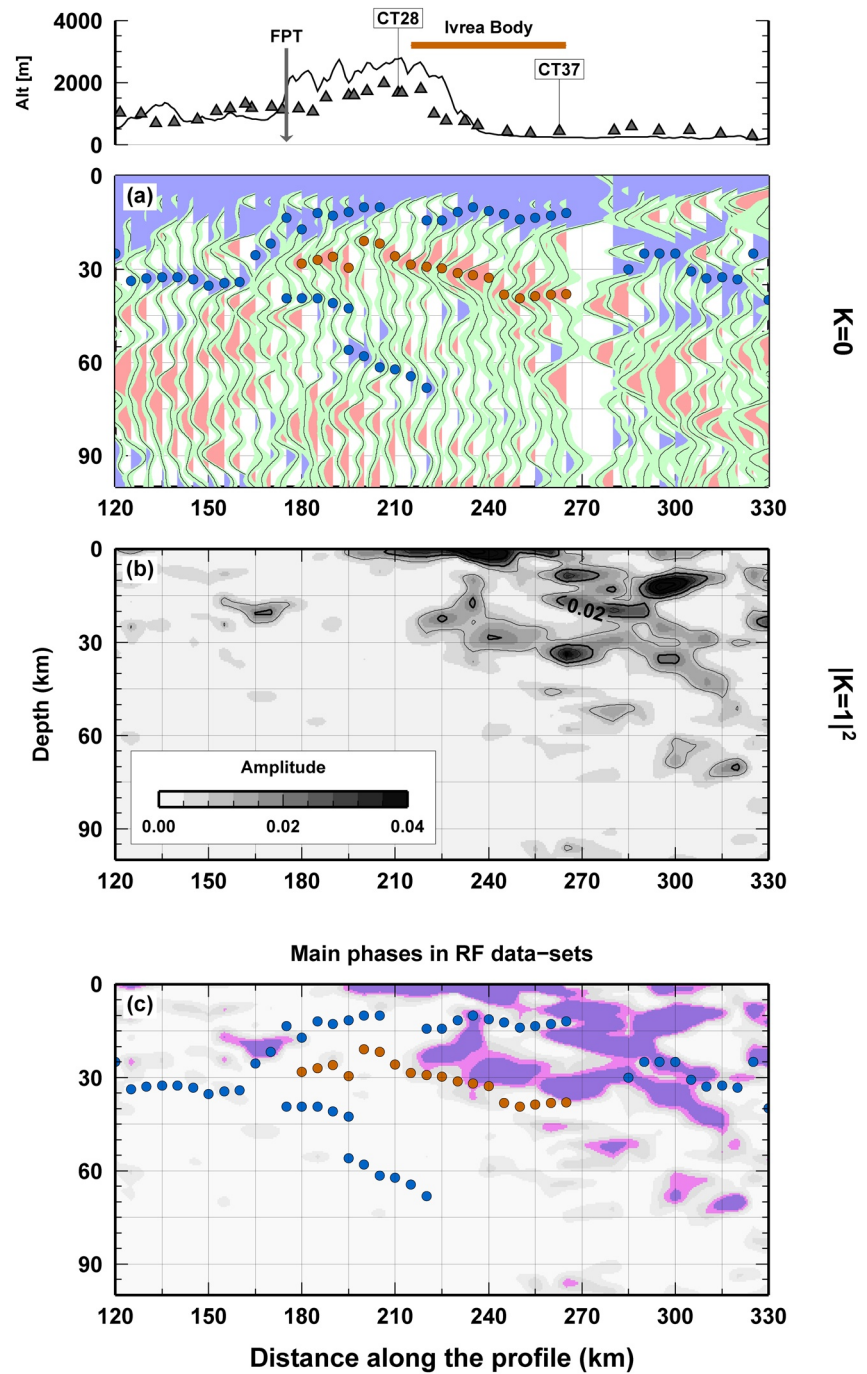 4000
2000
0
Alt [m]
FPT
CT28
Ivrea Body
CT37
(a)
0
30
60
90
120 150 180 210 240 270 300 330
K=0
(b)
0
30
60
90
0.02
Depth (km)
Amplitude
0.00 0.02 0.04
120 150 180 210 240 270 300 330
|K=1|²
Main phases in RF data−sets
(c)
0
30
60
90
120 150 180 210 240 270 300 330
Distance along the profile (km)